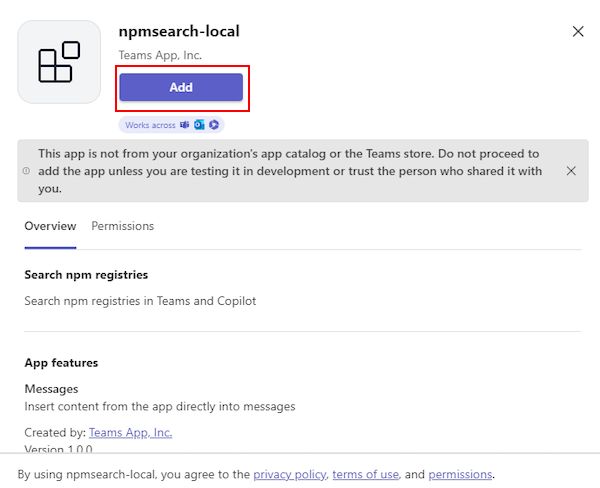 npmsearch-local
Teams App, Inc.
Add
Works across
This app is not from your organization's app catalog or the Teams store. Do not proceed to
add the app unless you are testing it in development or trust the person who shared it with
you.
Overview Permissions
Search npm registries
Search npm registries in Teams and Copilot
App features
Messages
Insert content from the app directly into messages
Created by: Teams App, Inc.
Version 1.0.0
By using npmsearch-local, you agree to the privacy policy, terms of use, and permissions.